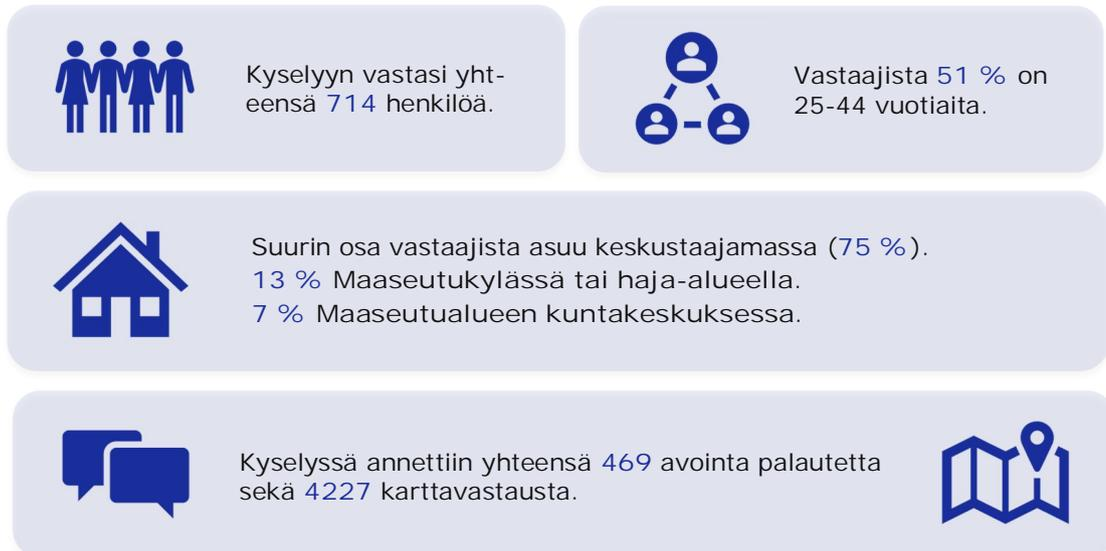 Kyselyyn vastasi yht-
eensä 714 henkilöä.
Vastaajista 51 % on
25-44 vuotiaita.
Suurin osa vastaajista asuu keskustaajamassa (75 %).
13 % Maaseutukylässä tai haja-alueella.
7 % Maaseutualueen kuntakeskuksessa.
Kyselyssä annettiin yhteensä 469 avointa palautetta
sekä 4227 karttavastausta.